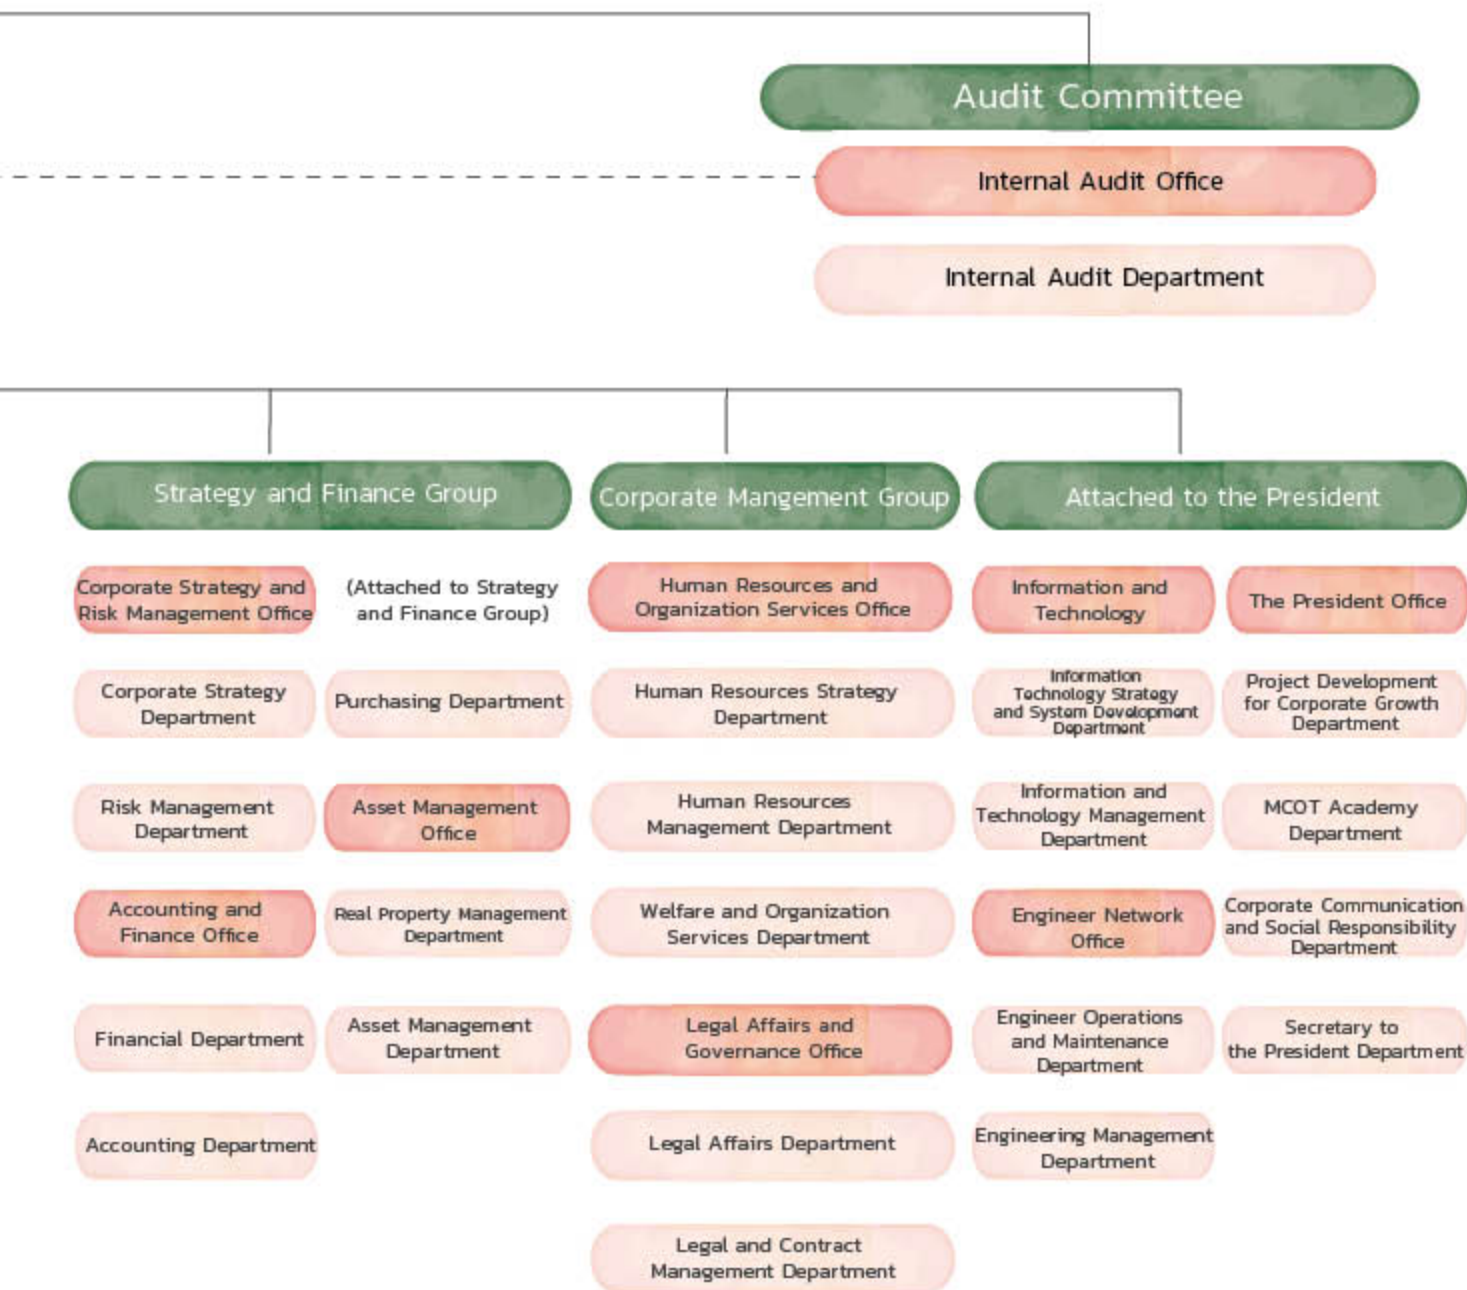 Audit Committee
Internal Audit Office
Internal Audit Department
Strategy and Finance Group
Corporate Strategy and
Risk Management Office
Corporate Strategy
Department
Risk Management
Department
Accounting and
Finance Office
Financial Department
Accounting Department
(Attached to Strategy
and Finance Group)
Purchasing Department
Asset Management
Office
Real Property Management
Department
Asset Management
Department
Corporate Mangement Group
Human Resources and
Organization Services Office
Human Resources Strategy
Department
Human Resources
Management Department
Welfare and Organization
Services Department
Legal Affairs and
Governance Office
Legal Affairs Department
Legal and Contract
Management Department
Attached to the President
Information and
Technology
Information
Technology Strategy
and System Development
Department
Information and
Technology Management
Department
Engineer Network
Office
Engineer Operations
and Maintenance
Department
Engineering Management
Department
The President Office
Project Development
for Corporate Growth
Department
MCOT Academy
Department
Corporate Communication
and Social Responsibility
Department
Secretary to
the President Department